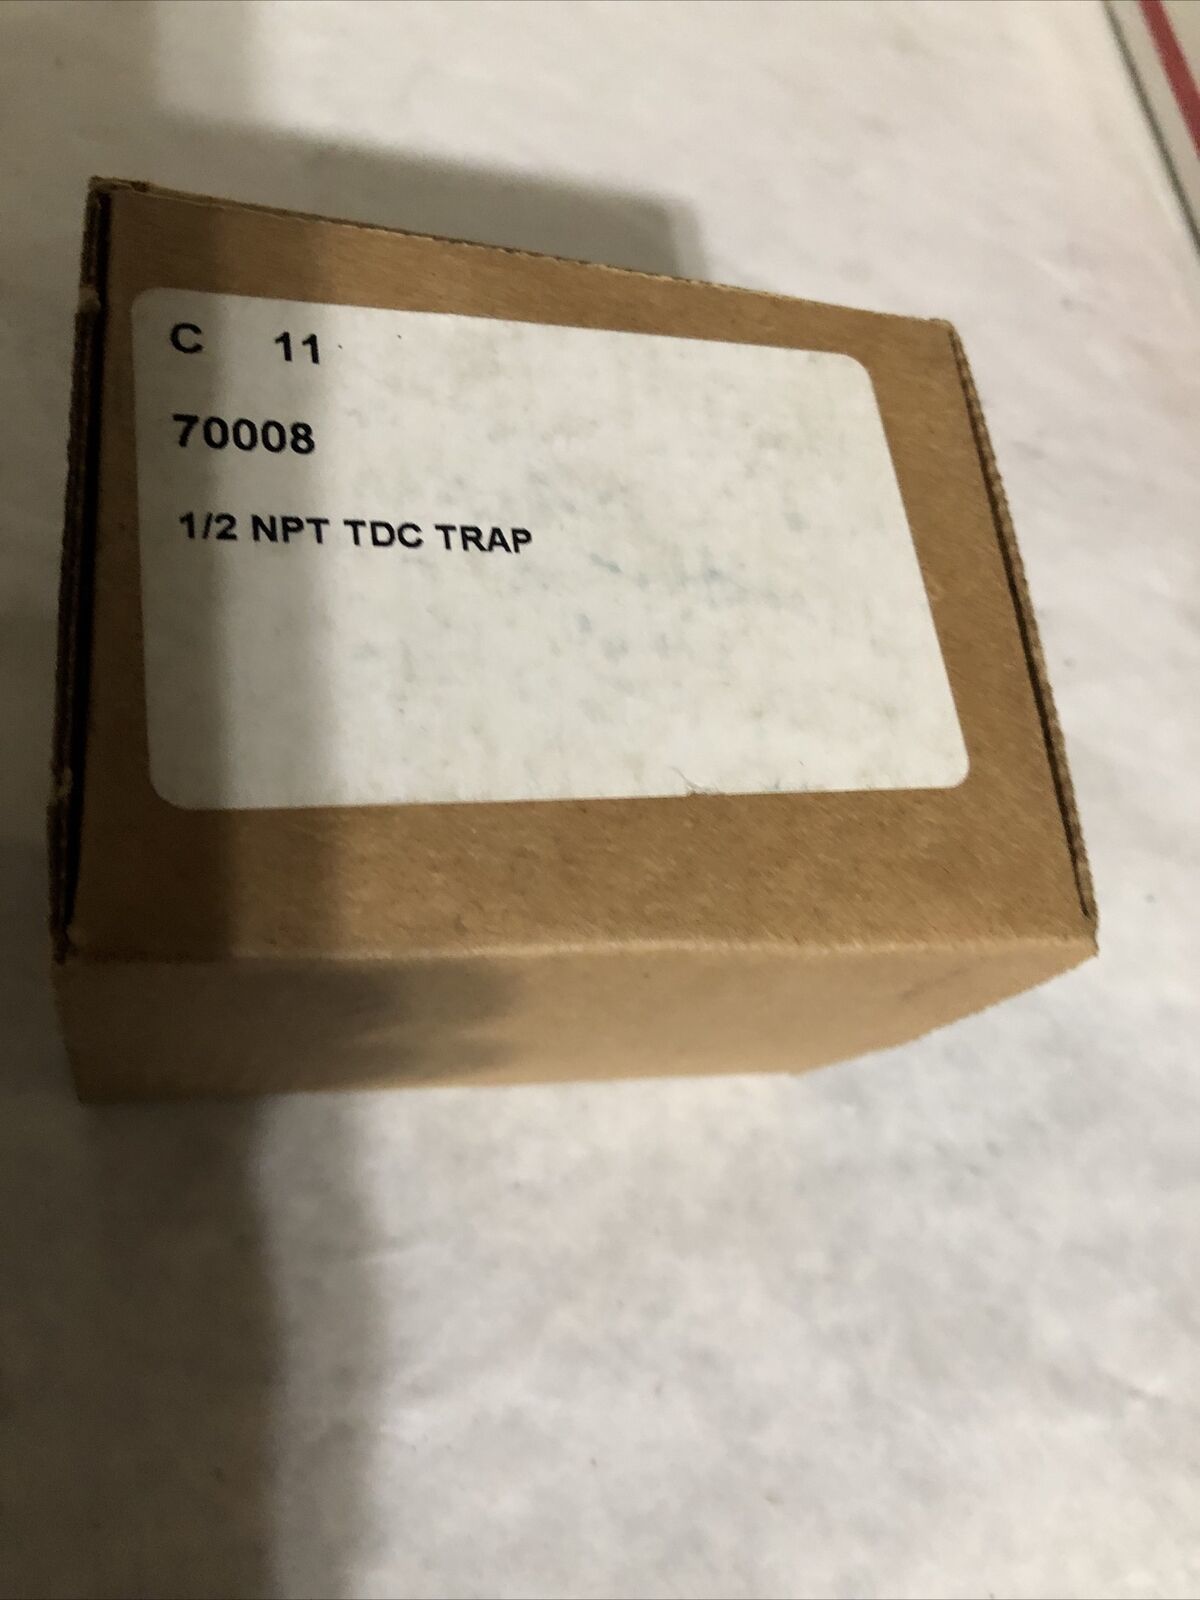 C 11
70008
1/2 NPT TDC TRAP